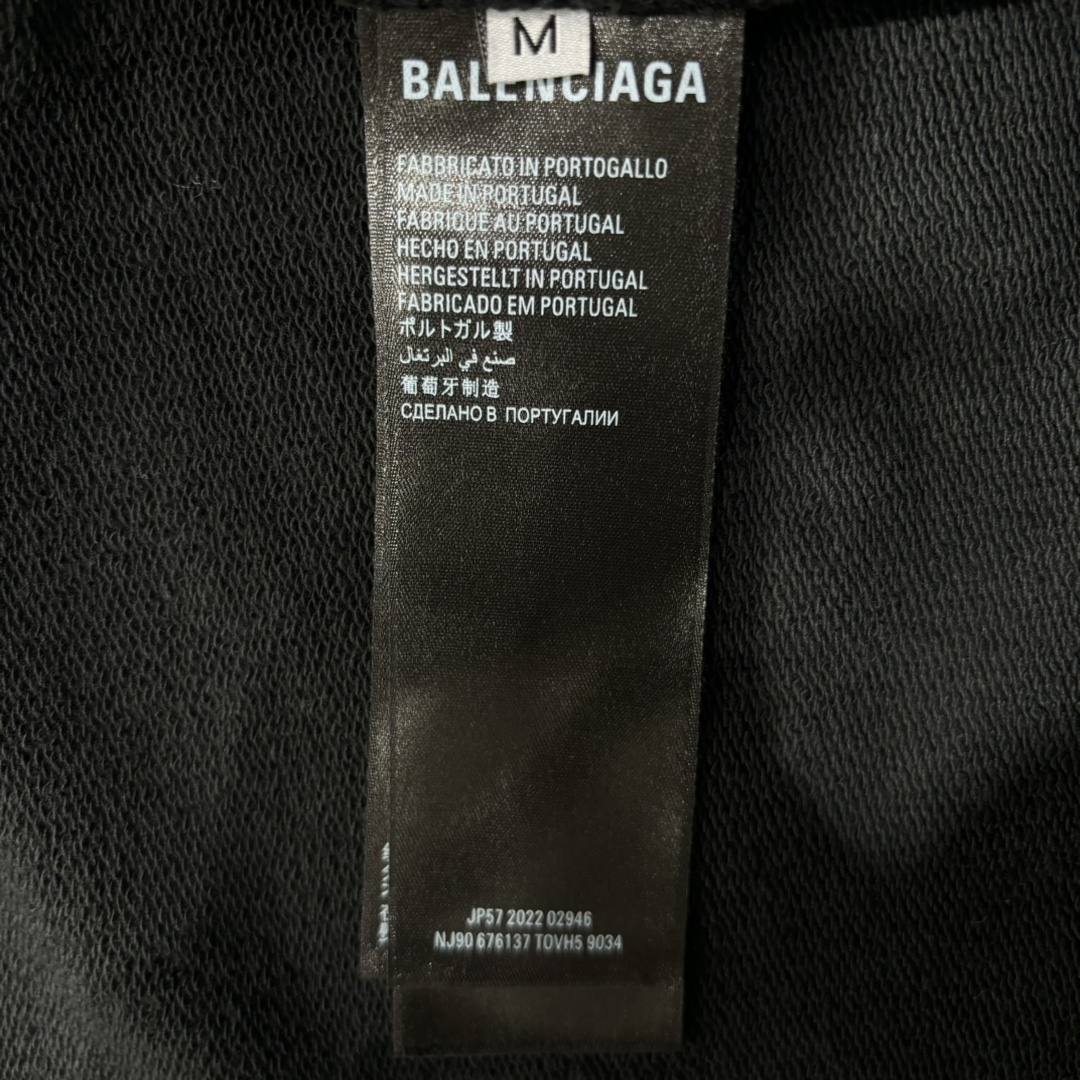 M
BALENCIAGA
FABBRICATO IN PORTOGALLO
MADE IN PORTUGAL
FABRIQUE AU PORTUGAL
HECHO EN PORTUGAL
HERGESTELLT IN PORTUGAL
FABRICADO EM PORTUGAL
ポルトガル製
صنع في البرتغال
葡萄牙制造
СДЕЛАНО В ПОРТУГАЛИИ
JP57 2022 02946
NJ90 676137 TOVH5 9034